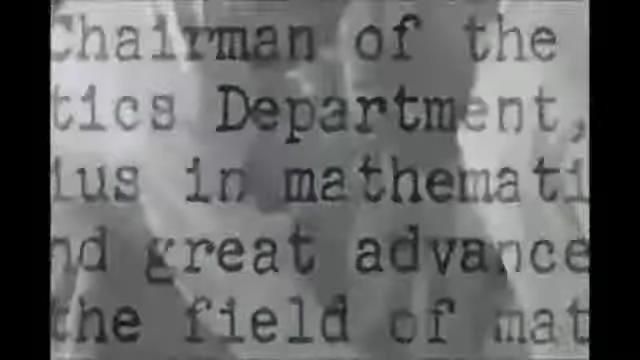 Chairman of the
tics Department,
ius in mathemati
nd great advance
the field of mat